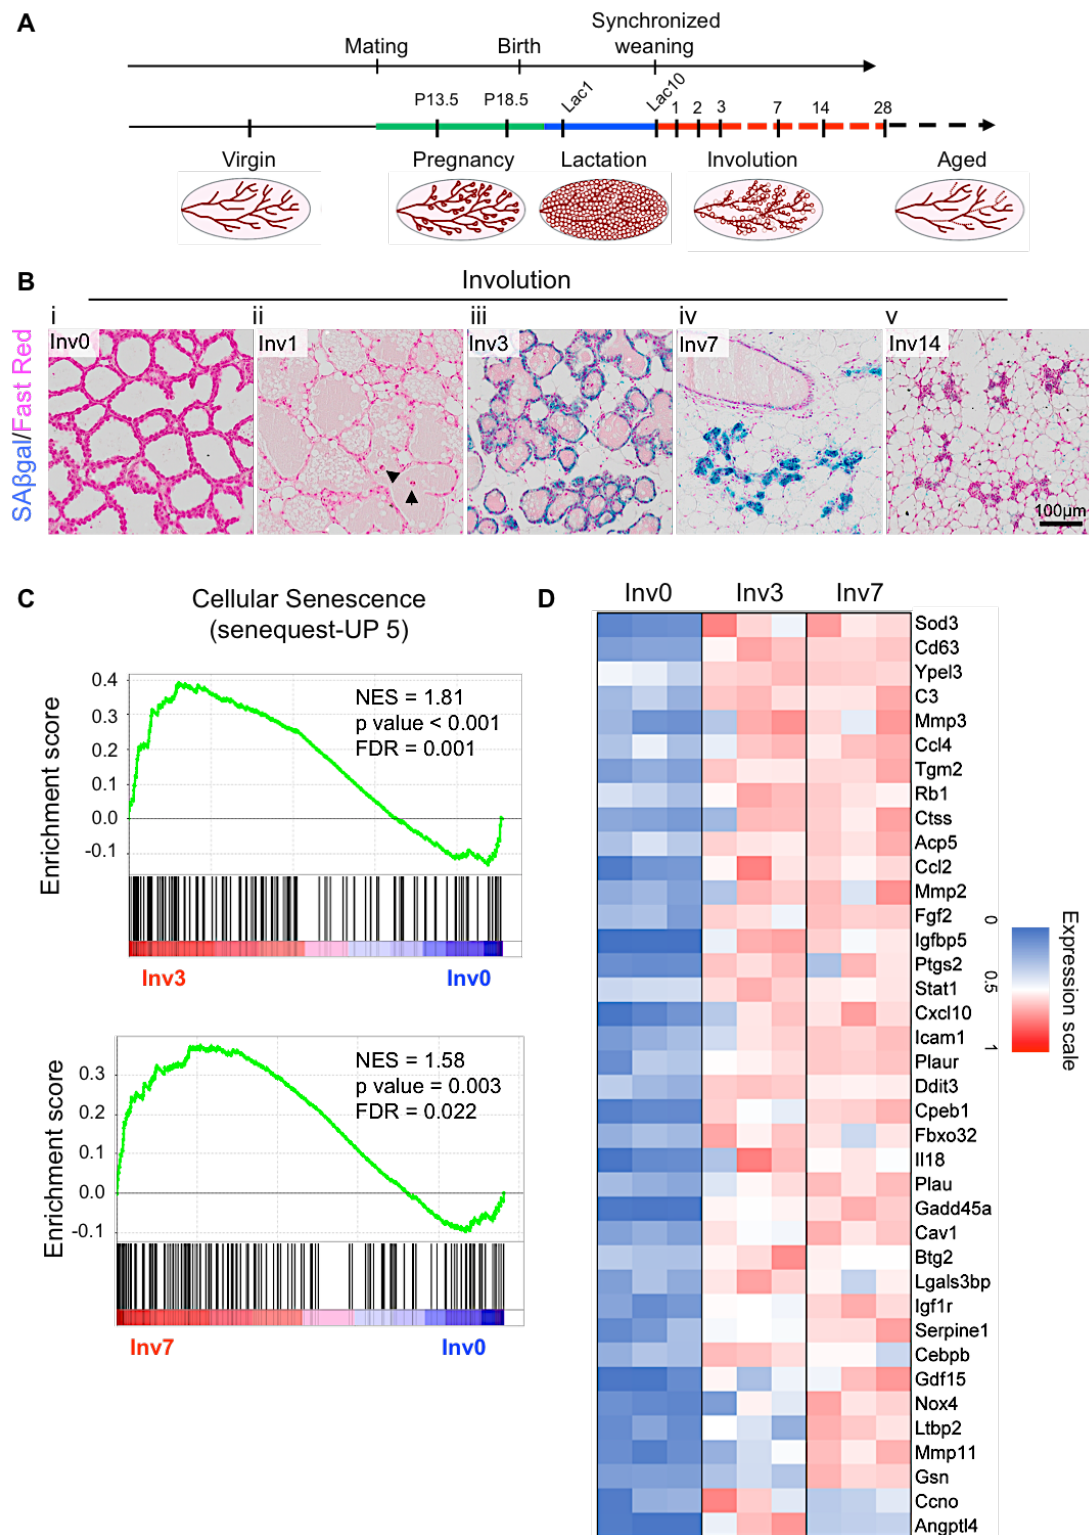 A
Synchronized
Mating
Birth
weaning
P13.5
P18.5
Lac1
Lac10
1
2
3
7
14
28
Virgin
Pregnancy
Lactation
Involution
Aged
B
Involution
i
ii
iii
iv
v
SAβgal/Fast Red
Inv0
Inv1
Inv3
Inv7
Inv14
100µm
C
Cellular Senescence
(senequest-UP 5)
Enrichment score
0.4
0.3
0.2
0.1
0.0
-0.1
NES = 1.81
p value < 0.001
FDR = 0.001
Inv3
Inv0
Enrichment score
0.3
0.2
0.1
0.0
-0.1
NES = 1.58
p value = 0.003
FDR = 0.022
Inv7
Inv0
D
Inv0
Inv3
Inv7
Sod3
Cd63
Ypel3
C3
Mmp3
Ccl4
Tgm2
Rb1
Ctss
Acp5
Ccl2
Mmp2
Fgf2
Igfbp5
Ptgs2
Stat1
Cxcl10
Icam1
Plaur
Ddit3
Cpeb1
Fbxo32
Il18
Plau
Gadd45a
Cav1
Btg2
Lgals3bp
Igf1r
Serpine1
Cebpb
Gdf15
Nox4
Ltbp2
Mmp11
Gsn
Ccno
Angptl4
0
0.5
1
Expression scale